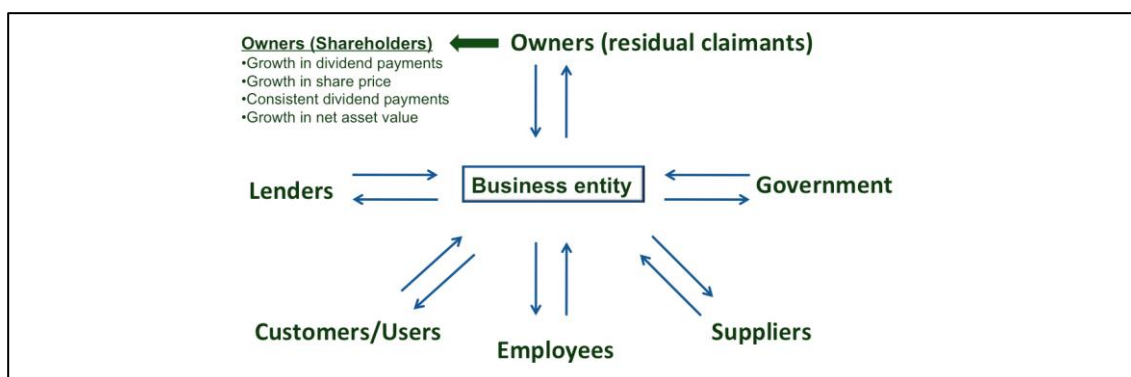 Owners (Shareholders)
•Growth in dividend payments
•Growth in share price
•Consistent dividend payments
•Growth in net asset value
Owners (residual claimants)
Lenders
Business entity
Government
Customers/Users
Employees
Suppliers